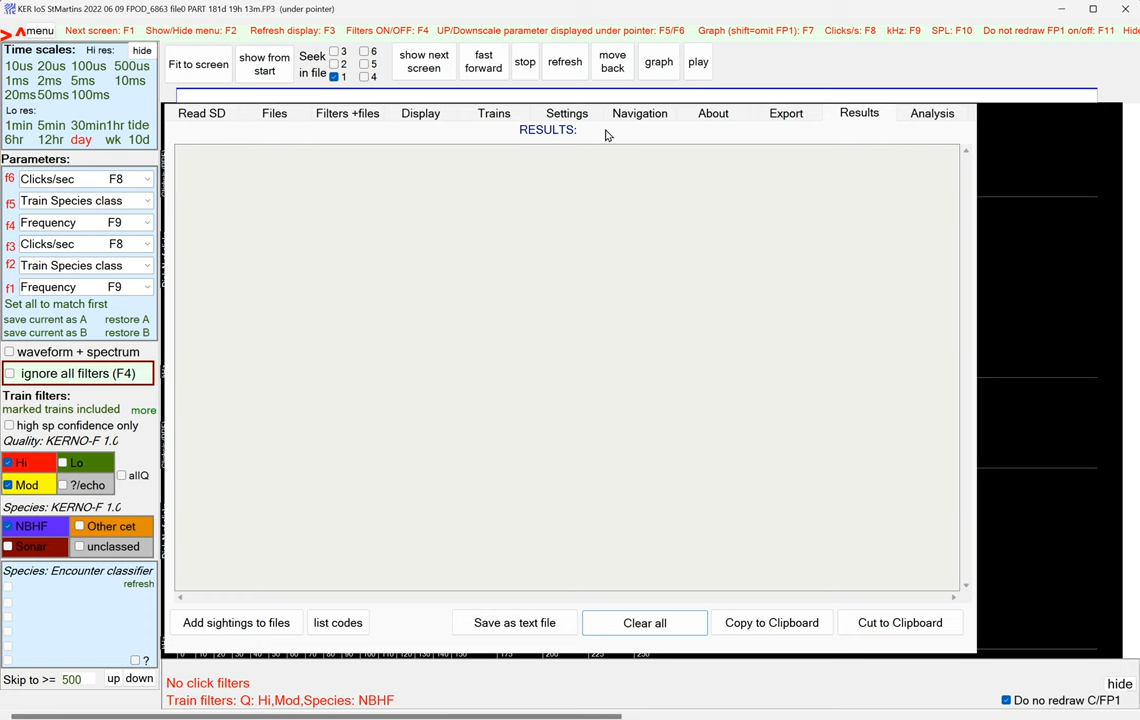 KER IoS StMartins 2022 06 09 FPOD_6863 file0 PART 181d 19h 13m.FP3 (under pointer)
menu Next screen: F1 Show/Hide menu: F2 Refresh display: F3 Filters ON/OFF: F4 UP/Downscale parameter displayed under pointer: F5/F6 Graph (shift=omit FP1): F7 Clicks/s: F8 kHz: F9 SPL: F10 Do not redraw FP1 on/off: F11 Hide
Time scales: Hi res: hide
10us 20us 100us 500us
1ms 2ms 5ms 10ms
20ms 50ms 100ms
Lo res:
1min 5min 30min 1hr tide
6hr 12hr day wk 10d
Fit to screen
show from start
Seek in file
3 6
2 5
1 4
show next screen
fast forward
stop
refresh
move back
graph
play
Read SD Files Filters +files Display Trains Settings Navigation About Export Results Analysis
RESULTS:
Parameters:
f6 Clicks/sec F8
f5 Train Species class
f4 Frequency F9
f3 Clicks/sec F8
f2 Train Species class
f1 Frequency F9
Set all to match first
save current as A restore A
save current as B restore B
waveform + spectrum
ignore all filters (F4)
Train filters:
marked trains included more
high sp confidence only
Quality: KERNO-F 1.0
Hi Lo
Mod ?/echo allQ
Species: KERNO-F 1.0
NBHF Other cet
Sonar unclassed
Species: Encounter classifier
refresh
?
Skip to >= 500 up down
Add sightings to files list codes Save as text file Clear all Copy to Clipboard Cut to Clipboard
No click filters
Train filters: Q: Hi,Mod,Species: NBHF
hide
Do no redraw C/FP1